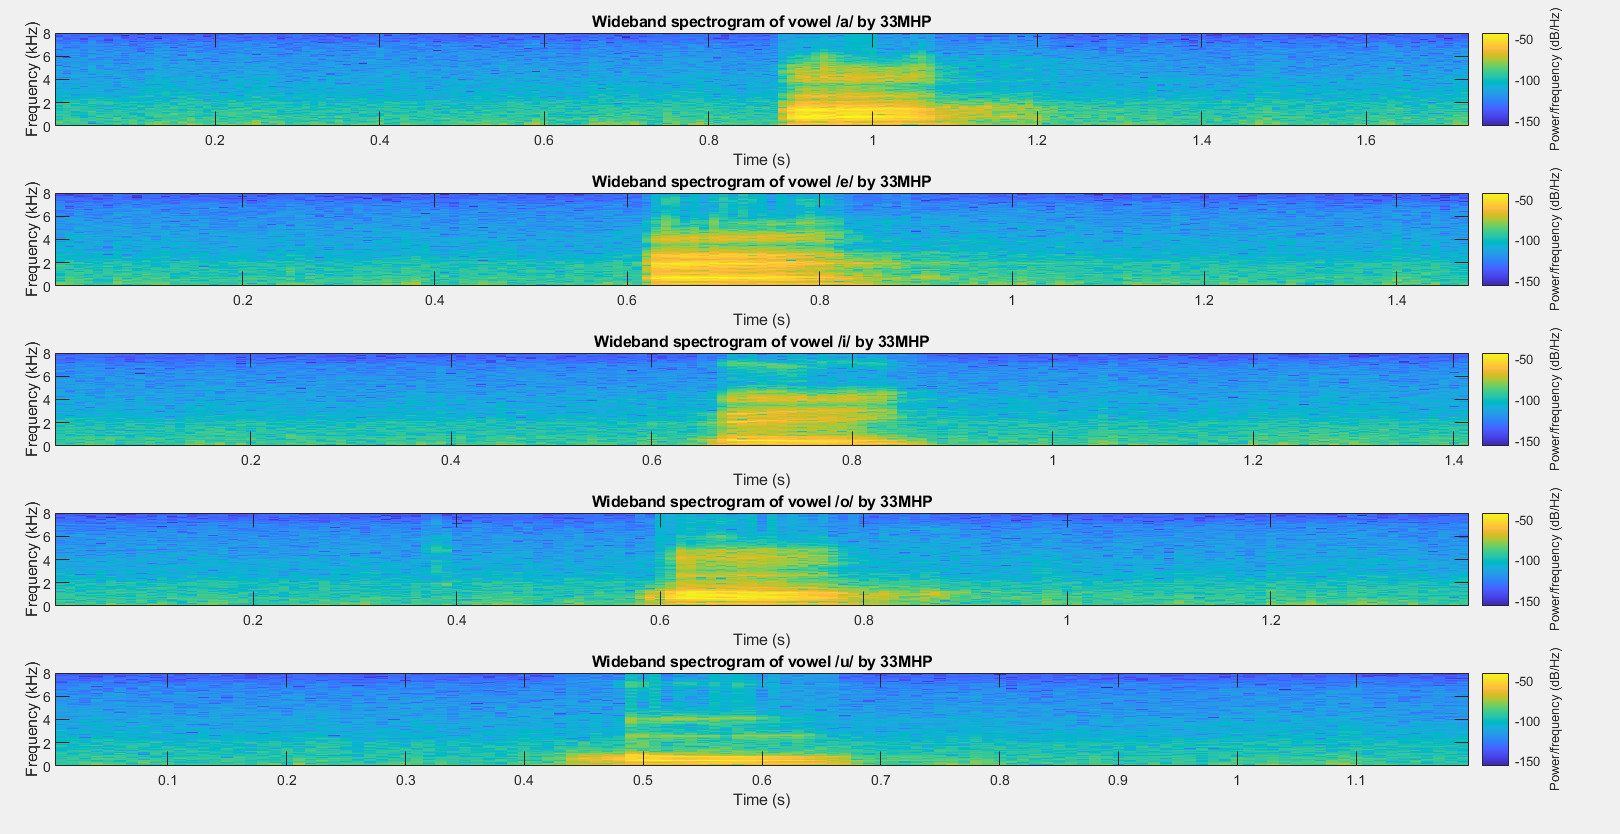 Wideband spectrogram of vowel /a/ by 33MHP
Frequency (kHz)
8
6
4
2
0
0.2 0.4 0.6 0.8 1 1.2 1.4 1.6
Time (s)
-50
-100
-150
Power/frequency (dB/Hz)
Wideband spectrogram of vowel /e/ by 33MHP
Frequency (kHz)
8
6
4
2
0
0.2 0.4 0.6 0.8 1 1.2 1.4
Time (s)
-50
-100
-150
Power/frequency (dB/Hz)
Wideband spectrogram of vowel /i/ by 33MHP
Frequency (kHz)
8
6
4
2
0
0.2 0.4 0.6 0.8 1 1.2 1.4
Time (s)
-50
-100
-150
Power/frequency (dB/Hz)
Wideband spectrogram of vowel /o/ by 33MHP
Frequency (kHz)
8
6
4
2
0
0.2 0.4 0.6 0.8 1 1.2
Time (s)
-50
-100
-150
Power/frequency (dB/Hz)
Wideband spectrogram of vowel /u/ by 33MHP
Frequency (kHz)
8
6
4
2
0
0.1 0.2 0.3 0.4 0.5 0.6 0.7 0.8 0.9 1 1.1
Time (s)
-50
-100
-150
Power/frequency (dB/Hz)